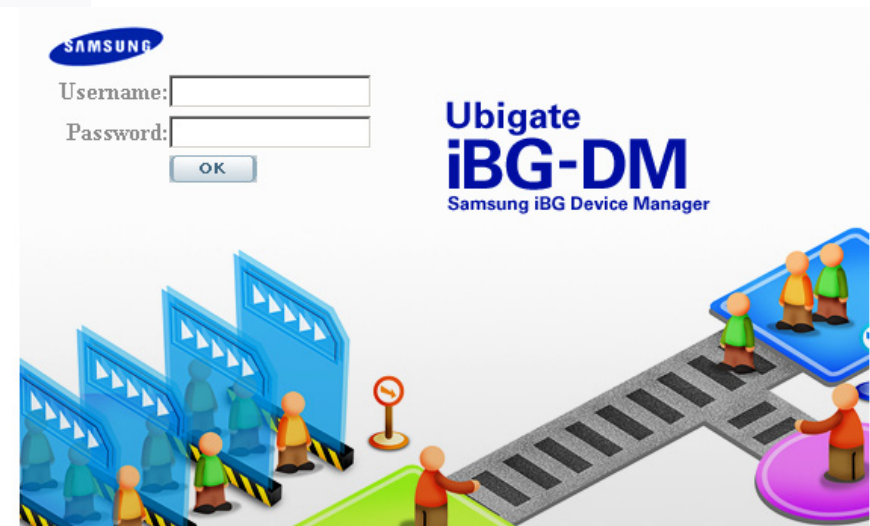 SAMSUNG
Username:
Password:
OK
Ubigate
iBG-DM
Samsung iBG Device Manager